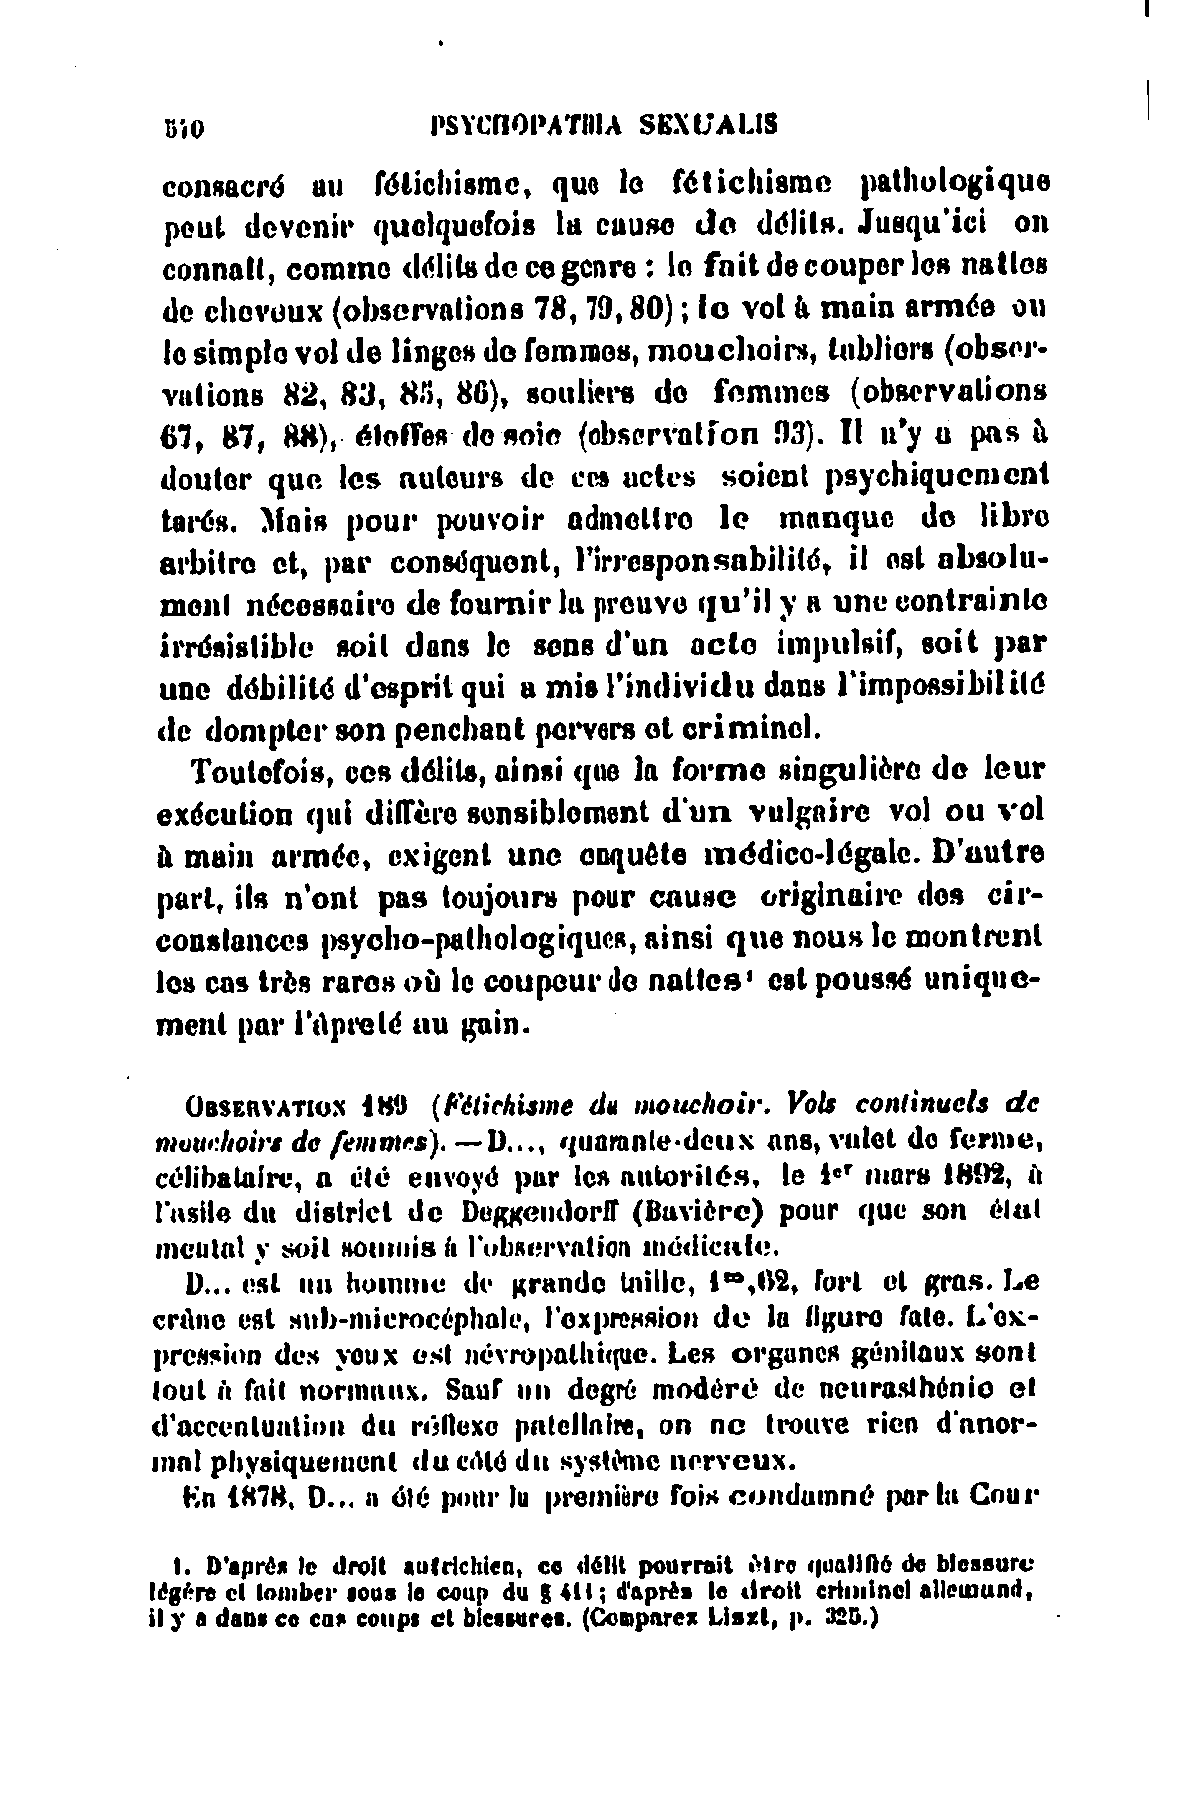 540 PSYCHOPATHIA SEXUALIS
consacré au fétichisme, que le fétichisme pathologique
peut devenir quelquefois la cause de délits. Jusqu'ici on
connaît, comme délits de ce genre : le fait de couper les nattes
de cheveux (observations 78, 79, 80) ; le vol à main armée ou
le simple vol de linges de femmes, mouchoirs, tabliers (obser-
vations 82, 83, 85, 86), souliers de femmes (observations
67, 87, 88), étoffes de soie (observation 93). Il n'y a pas à
douter que les auteurs de ces actes soient psychiquement
tarés. Mais pour pouvoir admettre le manque de libre
arbitre et, par conséquent, l'irresponsabilité, il est absolu-
ment nécessaire de fournir la preuve qu'il y a une contrainte
irrésistible soit dans le sens d'un acte impulsif, soit par
une débilité d'esprit qui a mis l'individu dans l'impossibilité
de dompter son penchant pervers et criminel.
Toutefois, ces délits, ainsi que la forme singulière de leur
exécution qui diffère sensiblement d'un vulgaire vol ou vol
à main armée, exigent une enquête médico-légale. D'autre
part, ils n'ont pas toujours pour cause originaire des cir-
constances psycho-pathologiques, ainsi que nous le montrent
les cas très rares où le coupeur de nattes¹ est poussé unique-
ment par l'âpreté au gain.
OBSERVATION 189 (Fétichisme du mouchoir. Vols continuels de
mouchoirs de femmes). — D..., quarante-deux ans, valet de ferme,
célibataire, a été envoyé par les autorités, le 1er mars 1892, à
l'asile du district de Deggendorff (Bavière) pour que son état
mental y soit soumis à l'observation médicale.
D... est un homme de grande taille, 1m,62, fort et gras. Le
crâne est sub-microcéphale, l'expression de la figure fate. L'ex-
pression des yeux est névropathique. Les organes génitaux sont
tout à fait normaux. Sauf un degré modéré de neurasthénie et
d'accentuation du réflexe patellaire, on ne trouve rien d'anor-
mal physiquement du côté du système nerveux.
En 1878, D... a été pour la première fois condamné par la Cour
1. D'après le droit autrichien, ce délit pourrait être qualifié de blessure
légère et tomber sous le coup du § 411 ; d'après le droit criminel allemand,
il y a dans ce cas coups et blessures. (Comparez Liszt, p. 325.)